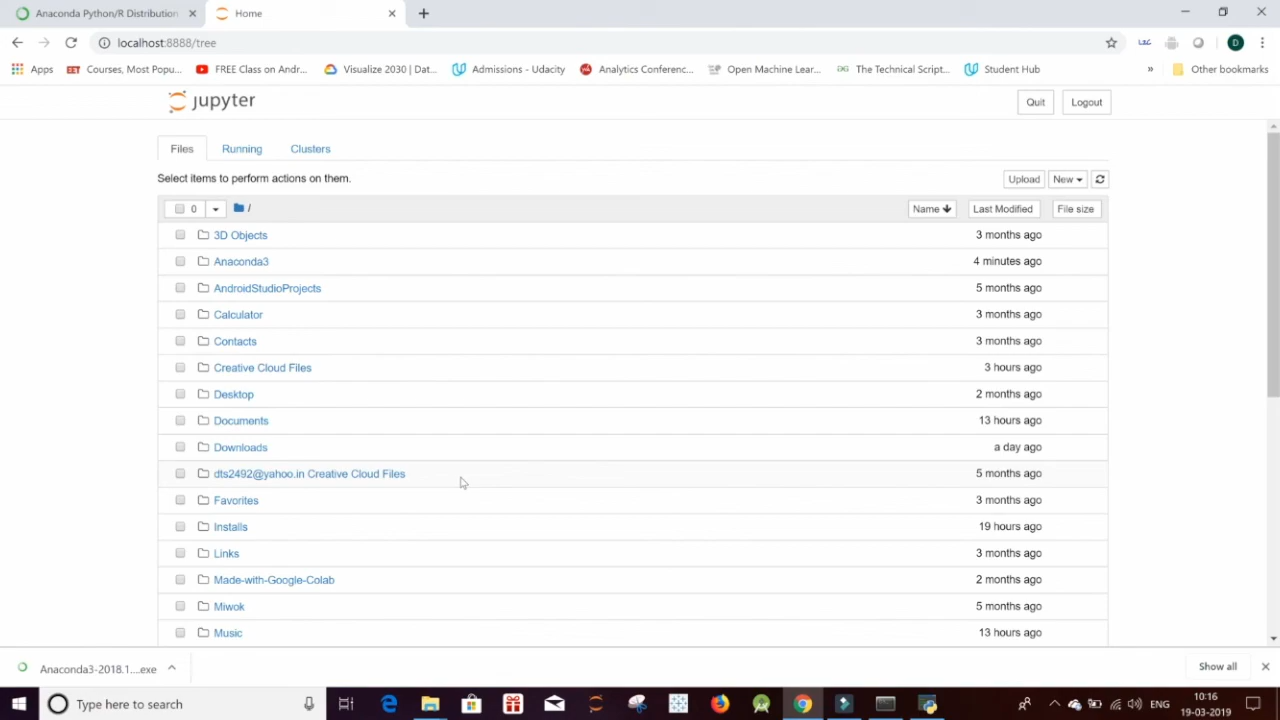 Anaconda Python/R Distribution
Home
localhost:8888/tree
Apps
Courses, Most Popu...
FREE Class on Andr...
Visualize 2030 | Dat...
Admissions - Udacity
Analytics Conferenc...
Open Machine Lear...
The Technical Script...
Student Hub
»
Other bookmarks
jupyter
Quit
Logout
Files
Running
Clusters
Select items to perform actions on them.
Upload
New
0
/
Name
Last Modified
File size
3D Objects
3 months ago
Anaconda3
4 minutes ago
AndroidStudioProjects
5 months ago
Calculator
3 months ago
Contacts
3 months ago
Creative Cloud Files
3 hours ago
Desktop
2 months ago
Documents
13 hours ago
Downloads
a day ago
dts2492@yahoo.in Creative Cloud Files
5 months ago
Favorites
3 months ago
Installs
19 hours ago
Links
3 months ago
Made-with-Google-Colab
2 months ago
Miwok
5 months ago
Music
13 hours ago
Anaconda3-2018.1....exe
Show all
Type here to search
ENG
10:16
19-03-2019